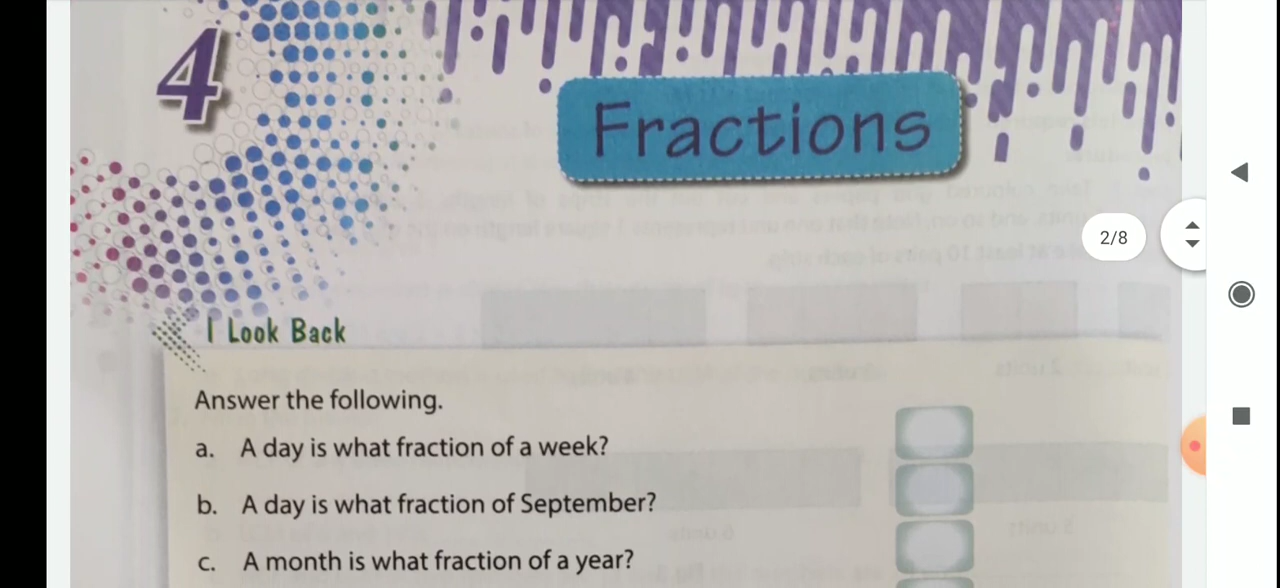 4
Fractions
2/8
I Look Back
Answer the following.
a. A day is what fraction of a week?
b. A day is what fraction of September?
c. A month is what fraction of a year?